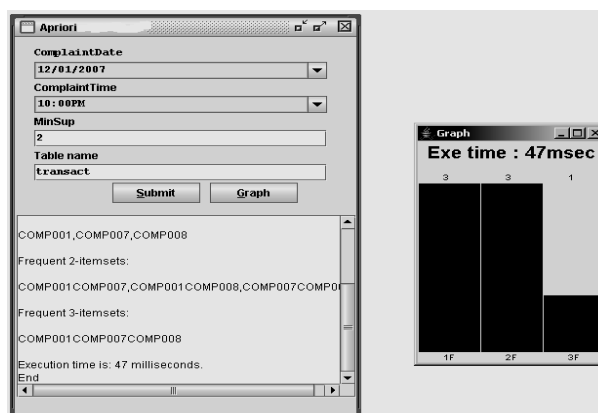 Apriori
ComplaintDate
12/01/2007
ComplaintTime
10:00PM
MinSup
2
Table name
transact
Submit Graph
COMP001,COMP007,COMP008
Frequent 2-itemsets:
COMP001COMP007,COMP001COMP008,COMP007COMP0
Frequent 3-itemsets:
COMP001COMP007COMP008
Execution time is: 47 milliseconds.
End
Graph
Exe time : 47msec
3 3 1
1F 2F 3F